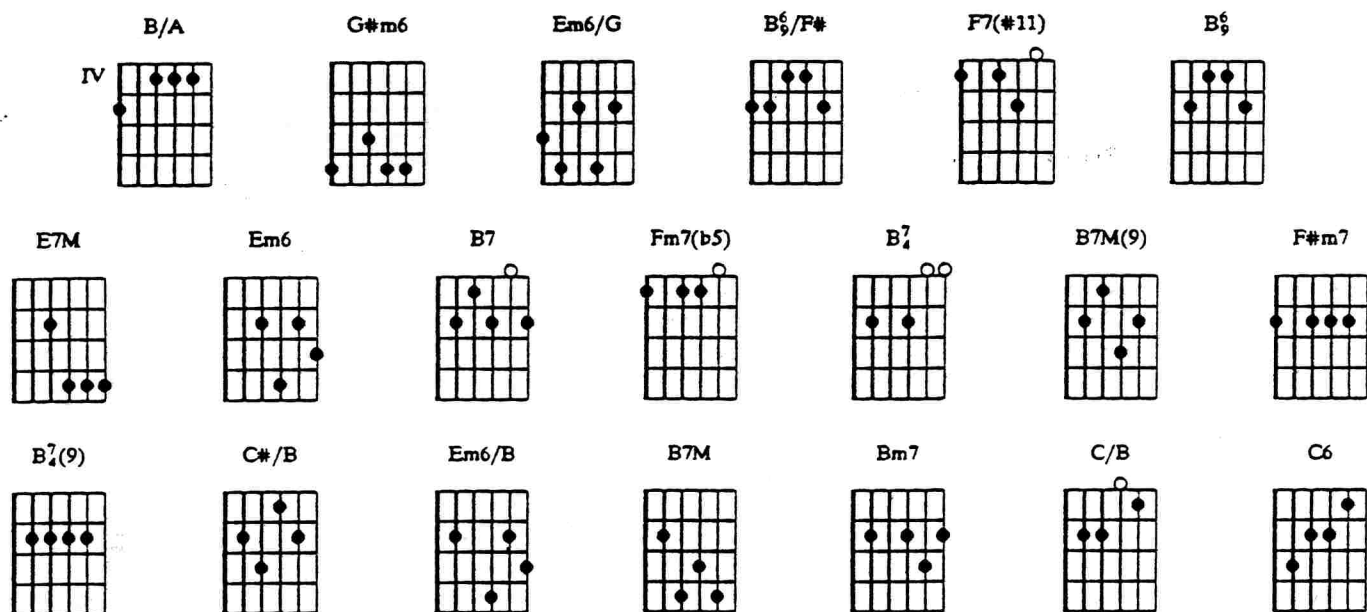 B/A G#m6 Em6/G B6/9/F# F7(#11) B6/9
IV
E7M Em6 B7 Fm7(b5) B7/4 B7M(9) F#m7
B7/4(9) C#/B Em6/B B7M Bm7 C/B C6